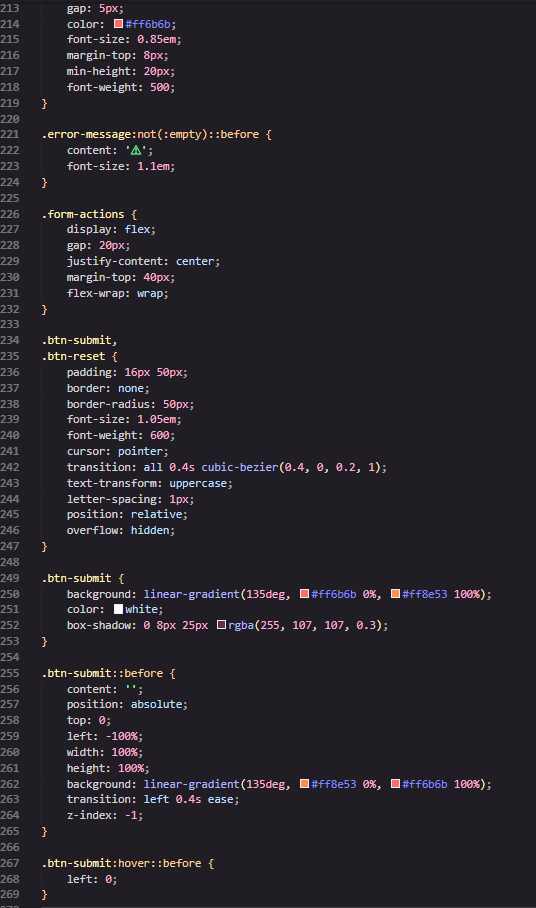 213 gap: 5px;
214 color: #ff6b6b;
215 font-size: 0.85em;
216 margin-top: 8px;
217 min-height: 20px;
218 font-weight: 500;
219 }
220
221 .error-message:not(:empty)::before {
222 content: '⚠';
223 font-size: 1.1em;
224 }
225
226 .form-actions {
227 display: flex;
228 gap: 20px;
229 justify-content: center;
230 margin-top: 40px;
231 flex-wrap: wrap;
232 }
233
234 .btn-submit,
235 .btn-reset {
236 padding: 16px 50px;
237 border: none;
238 border-radius: 50px;
239 font-size: 1.05em;
240 font-weight: 600;
241 cursor: pointer;
242 transition: all 0.4s cubic-bezier(0.4, 0, 0.2, 1);
243 text-transform: uppercase;
244 letter-spacing: 1px;
245 position: relative;
246 overflow: hidden;
247 }
248
249 .btn-submit {
250 background: linear-gradient(135deg, #ff6b6b 0%, #ff8e53 100%);
251 color: white;
252 box-shadow: 0 8px 25px rgba(255, 107, 107, 0.3);
253 }
254
255 .btn-submit::before {
256 content: '';
257 position: absolute;
258 top: 0;
259 left: -100%;
260 width: 100%;
261 height: 100%;
262 background: linear-gradient(135deg, #ff8e53 0%, #ff6b6b 100%);
263 transition: left 0.4s ease;
264 z-index: -1;
265 }
266
267 .btn-submit:hover::before {
268 left: 0;
269 }